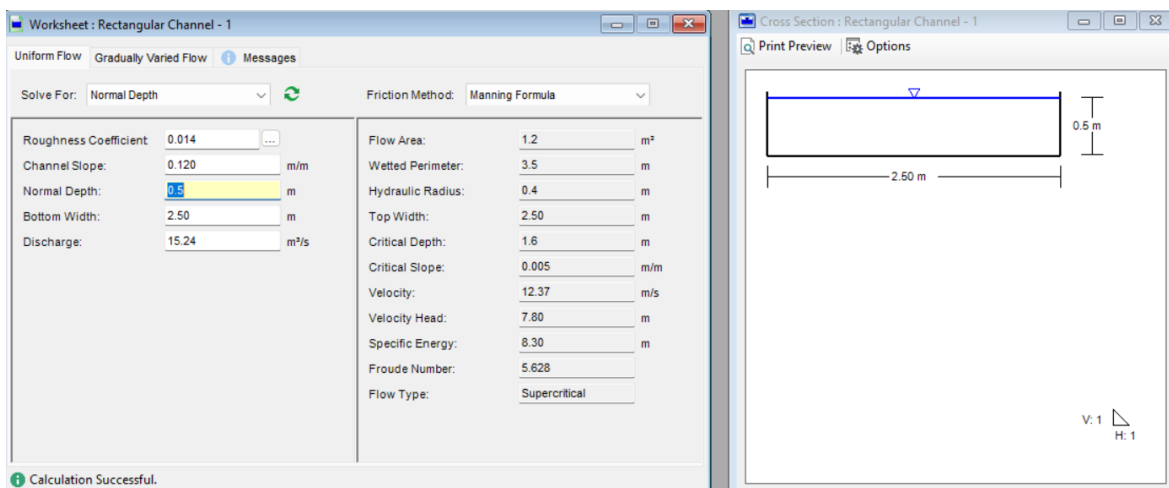 Worksheet : Rectangular Channel - 1
Uniform Flow Gradually Varied Flow Messages
Solve For: Normal Depth
Friction Method: Manning Formula
Roughness Coefficient 0.014 ...
Channel Slope: 0.120 m/m
Normal Depth: 0.5 m
Bottom Width: 2.50 m
Discharge: 15.24 m³/s
Flow Area: 1.2 m²
Wetted Perimeter: 3.5 m
Hydraulic Radius: 0.4 m
Top Width: 2.50 m
Critical Depth: 1.6 m
Critical Slope: 0.005 m/m
Velocity: 12.37 m/s
Velocity Head: 7.80 m
Specific Energy: 8.30 m
Froude Number: 5.628
Flow Type: Supercritical
Calculation Successful.
Cross Section : Rectangular Channel - 1
Print Preview Options
0.5 m
2.50 m
V: 1
H: 1